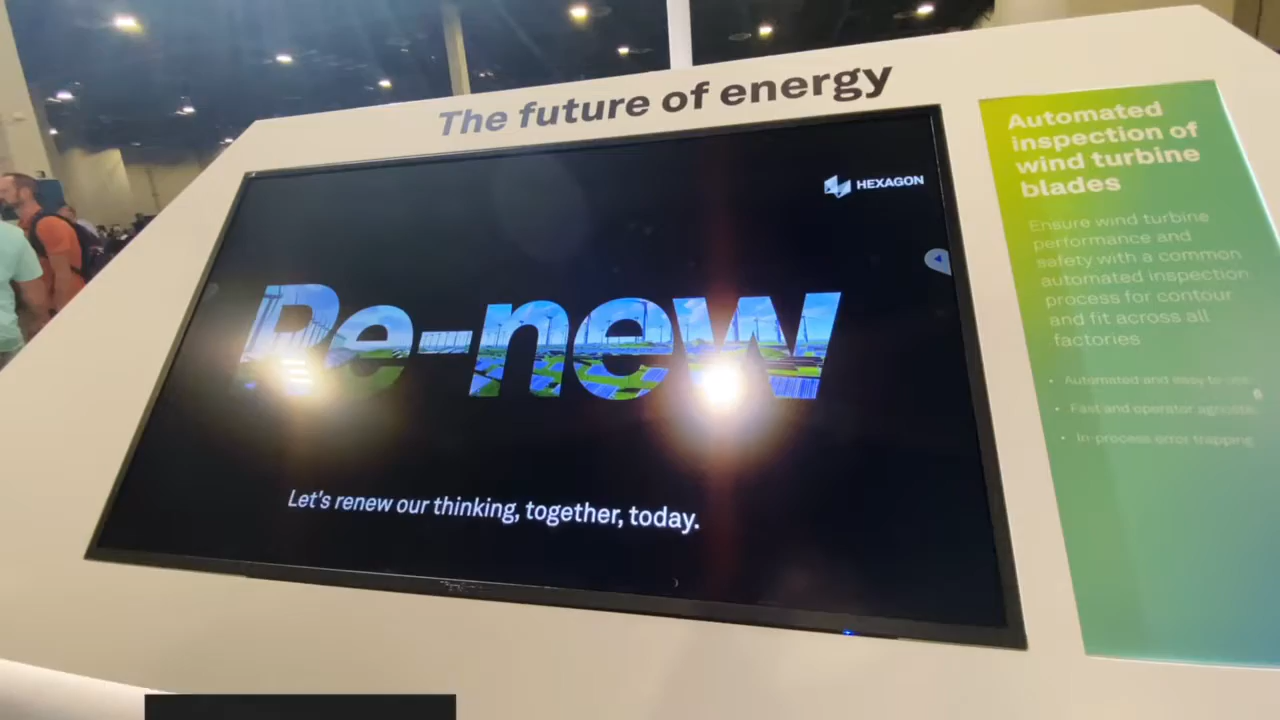 The future of energy
HEXAGON
Re-new
Let's renew our thinking, together, today.
Automated
inspection of
wind turbine
blades
Ensure wind turbine
performance and
safety with a common
automated inspection
process for contour
and fit across all
factories
• Automated and easy to use
• Fast and operator agnostic
• In-process error trapping